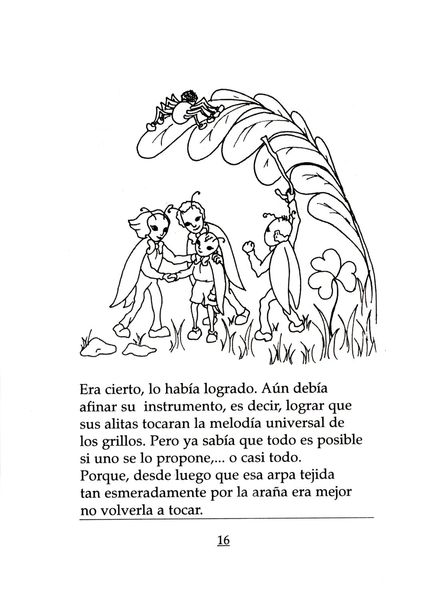 Era cierto, lo había logrado. Aún debía
afinar su instrumento, es decir, lograr que
sus alitas tocaran la melodía universal de
los grillos. Pero ya sabía que todo es posible
si uno se lo propone,... o casi todo.
Porque, desde luego que esa arpa tejida
tan esmeradamente por la araña era mejor
no volverla a tocar.
16